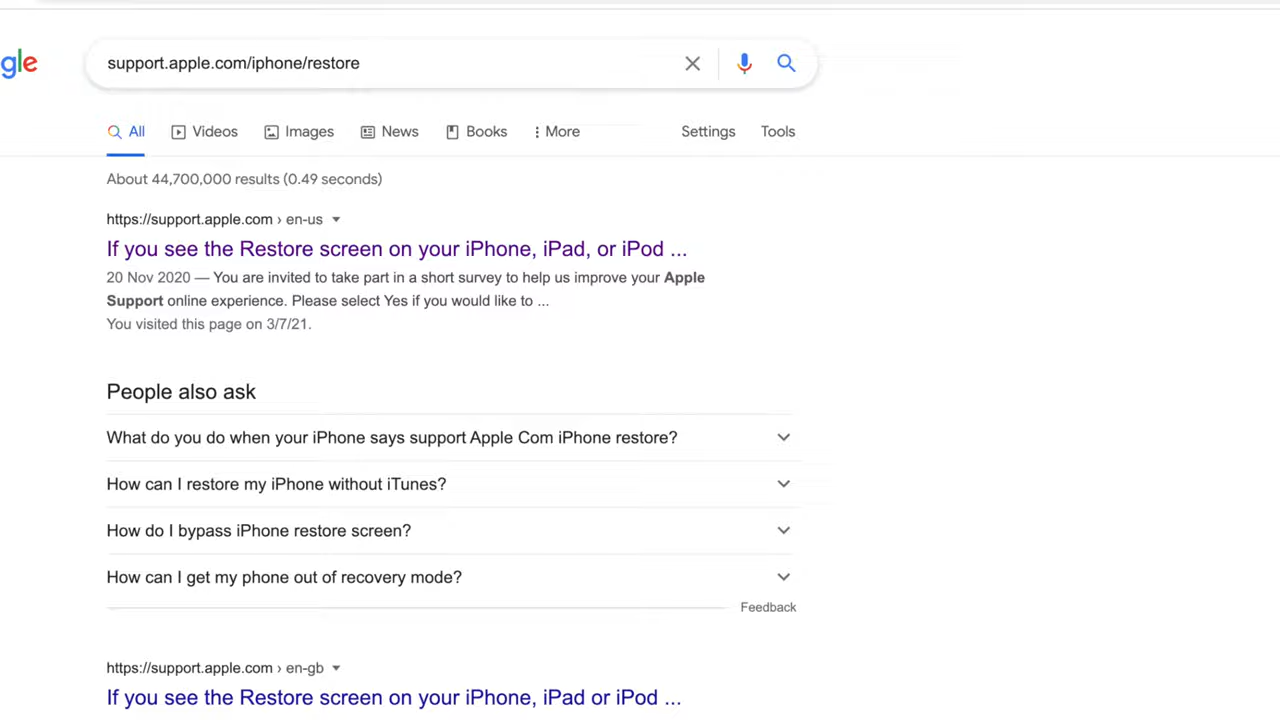 gle
support.apple.com/iphone/restore
All Videos Images News Books More Settings Tools
About 44,700,000 results (0.49 seconds)
https://support.apple.com › en-us
If you see the Restore screen on your iPhone, iPad, or iPod ...
20 Nov 2020 — You are invited to take part in a short survey to help us improve your Apple
Support online experience. Please select Yes if you would like to ...
You visited this page on 3/7/21.
People also ask
What do you do when your iPhone says support Apple Com iPhone restore?
How can I restore my iPhone without iTunes?
How do I bypass iPhone restore screen?
How can I get my phone out of recovery mode?
Feedback
https://support.apple.com › en-gb
If you see the Restore screen on your iPhone, iPad or iPod ...